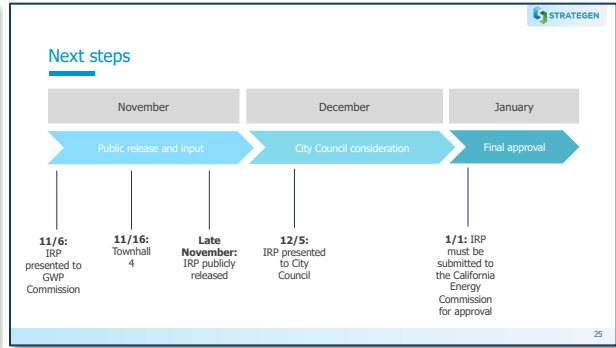 STRATEGEN
Next steps
November
December
January
Public release and input
City Council consideration
Final approval
11/6:
IRP
presented to
GWP
Commission
11/16:
Townhall
4
Late
November:
IRP publicly
released
12/5:
IRP presented
to City
Council
1/1: IRP
must be
submitted to
the California
Energy
Commission
for approval
25